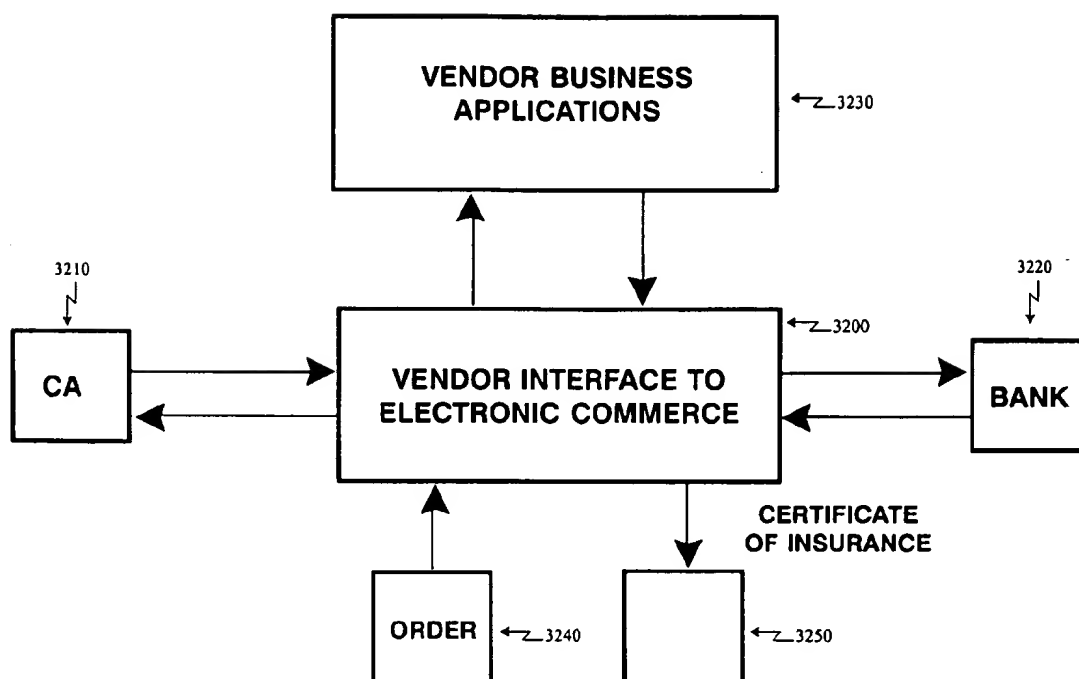 VENDOR BUSINESS
APPLICATIONS
3230
3210
3220
3200
CA
VENDOR INTERFACE TO
ELECTRONIC COMMERCE
BANK
CERTIFICATE
OF INSURANCE
ORDER
3240
3250